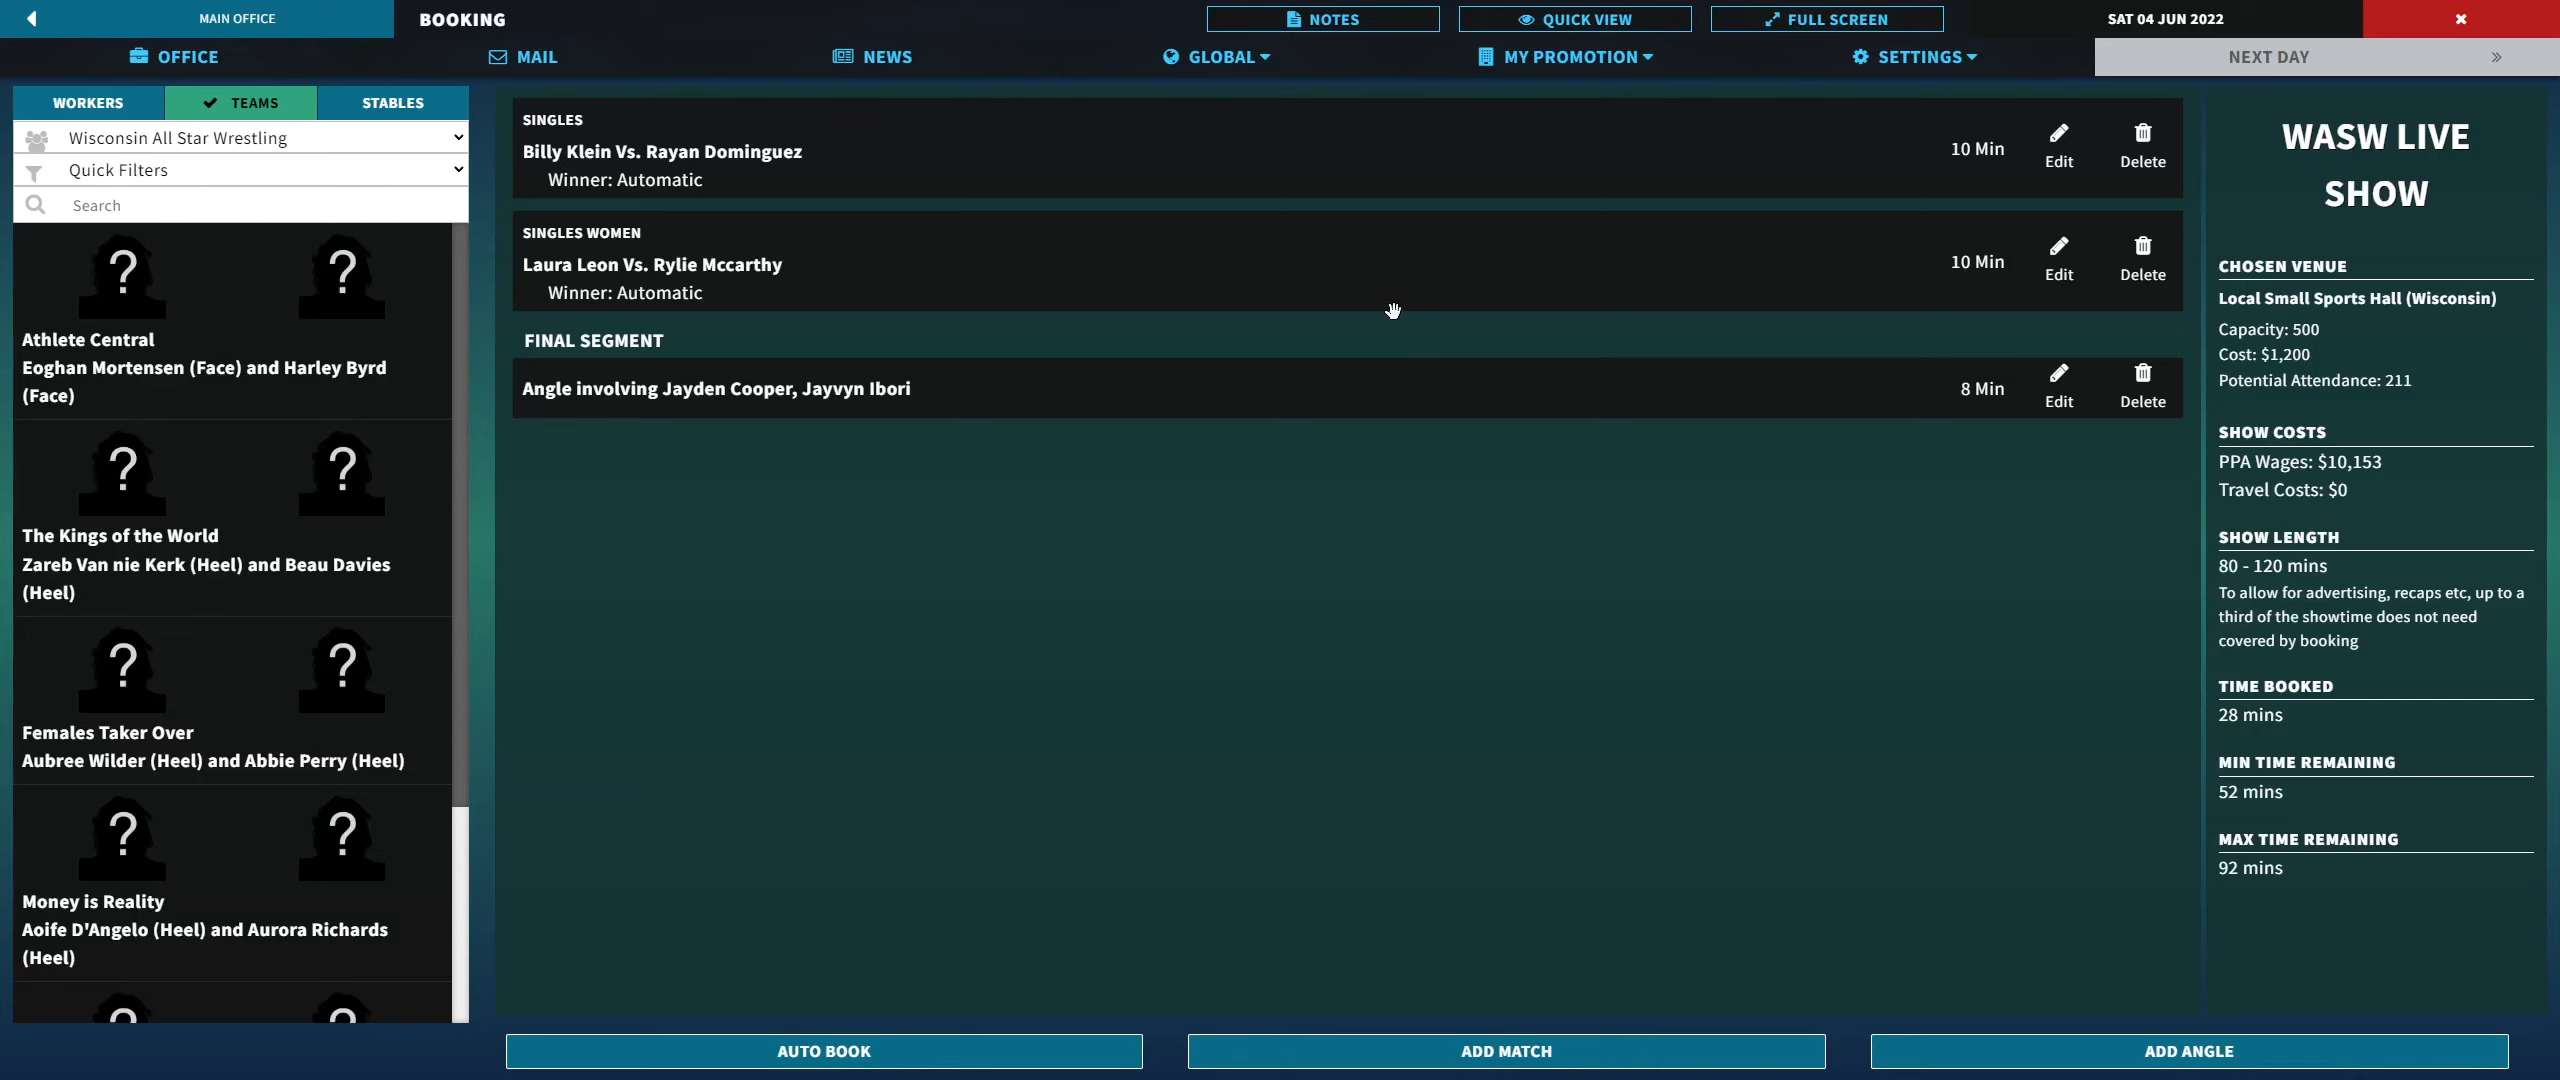 MAIN OFFICE
BOOKING
NOTES
QUICK VIEW
FULL SCREEN
SAT 04 JUN 2022
OFFICE
MAIL
NEWS
GLOBAL
MY PROMOTION
SETTINGS
NEXT DAY
WORKERS
TEAMS
STABLES
Wisconsin All Star Wrestling
Quick Filters
Search
?
?
Athlete Central
Eoghan Mortensen (Face) and Harley Byrd
(Face)
?
?
The Kings of the World
Zareb Van nie Kerk (Heel) and Beau Davies
(Heel)
?
?
Females Taker Over
Aubree Wilder (Heel) and Abbie Perry (Heel)
?
?
Money is Reality
Aoife D'Angelo (Heel) and Aurora Richards
(Heel)
SINGLES
Billy Klein Vs. Rayan Dominguez
Winner: Automatic
10 Min
Edit
Delete
SINGLES WOMEN
Laura Leon Vs. Rylie Mccarthy
Winner: Automatic
10 Min
Edit
Delete
FINAL SEGMENT
Angle involving Jayden Cooper, Jayvyn Ibori
8 Min
Edit
Delete
AUTO BOOK
ADD MATCH
ADD ANGLE
WASW LIVE
SHOW
CHOSEN VENUE
Local Small Sports Hall (Wisconsin)
Capacity: 500
Cost: $1,200
Potential Attendance: 211
SHOW COSTS
PPA Wages: $10,153
Travel Costs: $0
SHOW LENGTH
80 - 120 mins
To allow for advertising, recaps etc, up to a
third of the showtime does not need
covered by booking
TIME BOOKED
28 mins
MIN TIME REMAINING
52 mins
MAX TIME REMAINING
92 mins